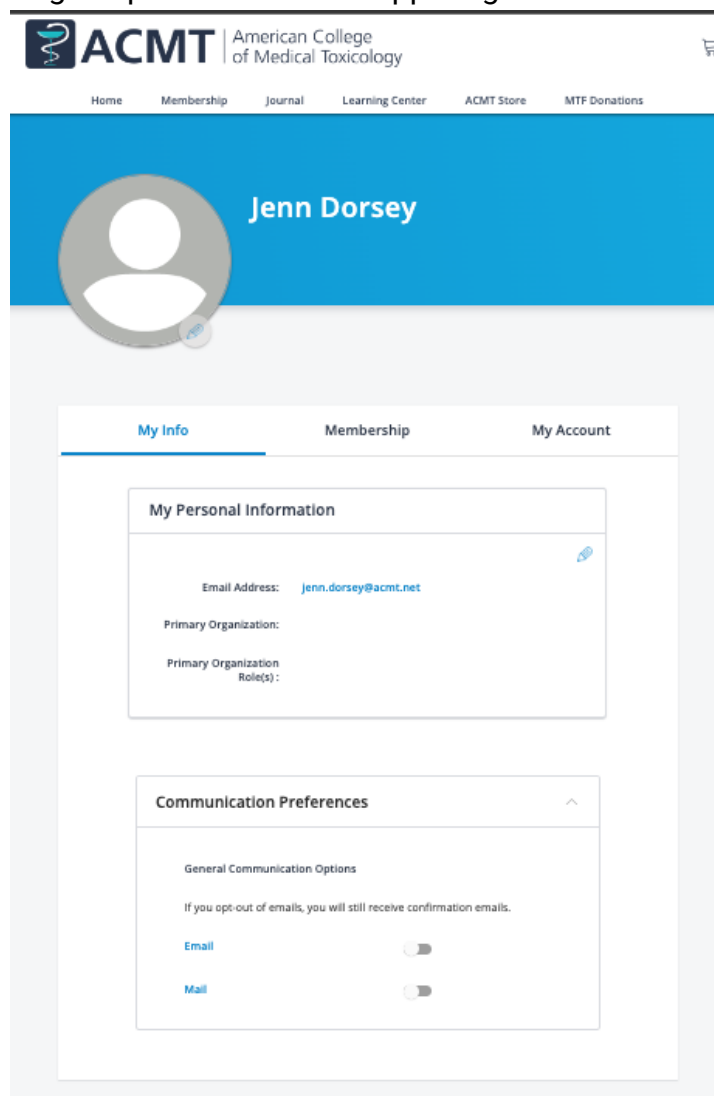 ACMT American College
of Medical Toxicology
Home Membership Journal Learning Center ACMT Store MTF Donations
Jenn Dorsey
My Info Membership My Account
My Personal Information
Email Address: jenn.dorsey@acmt.net
Primary Organization:
Primary Organization
Role(s) :
Communication Preferences
General Communication Options
If you opt-out of emails, you will still receive confirmation emails.
Email
Mail